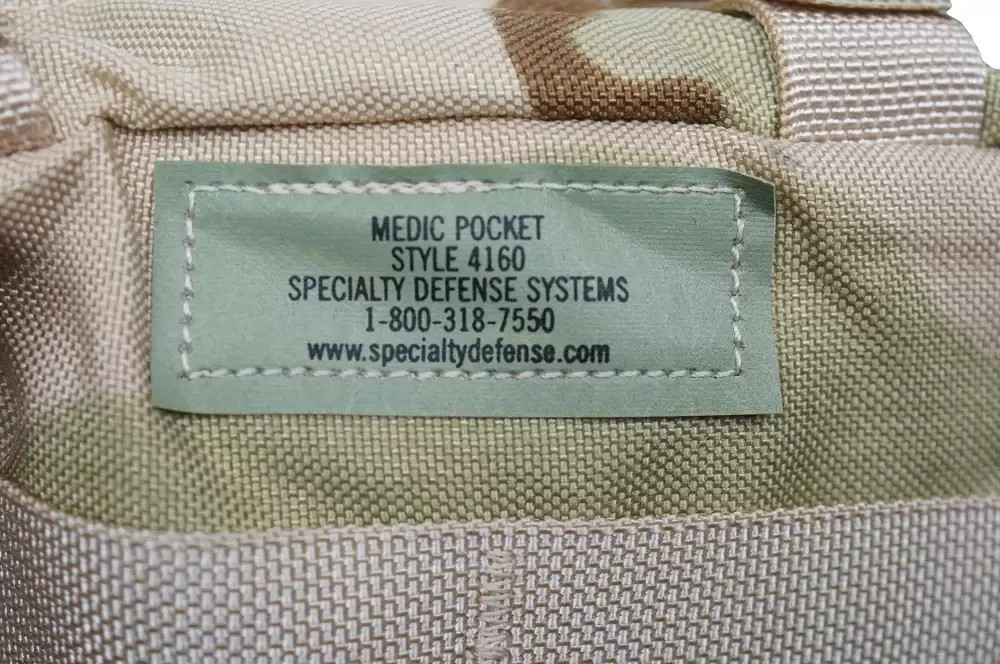 MEDIC POCKET
STYLE 4160
SPECIALTY DEFENSE SYSTEMS
1-800-318-7550
www.specialtydefense.com